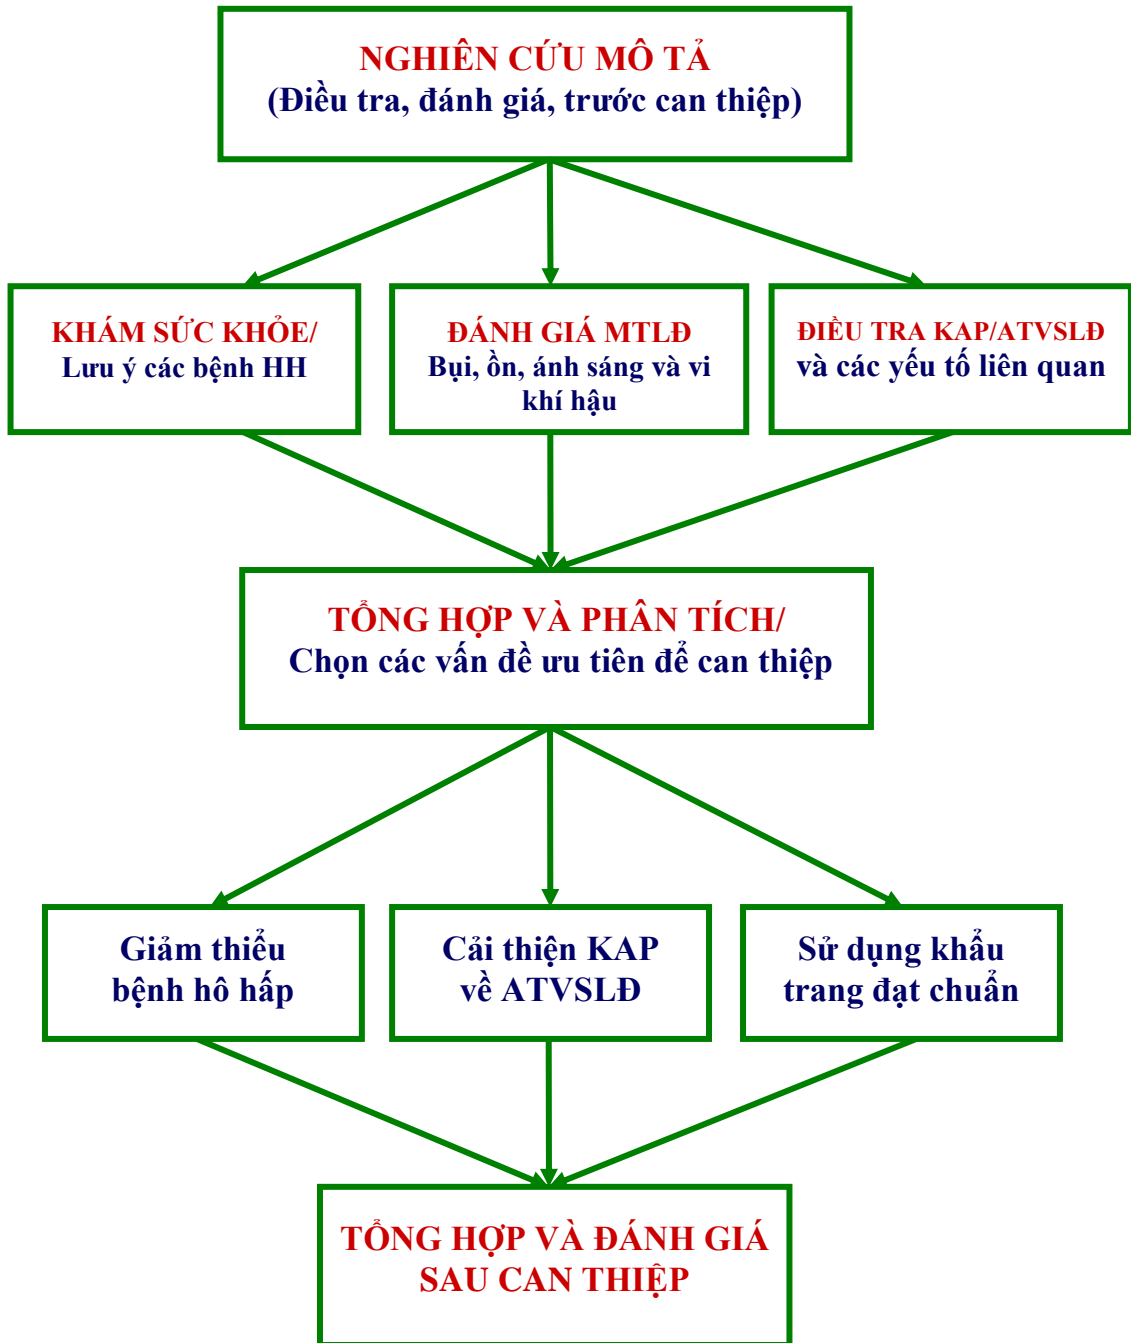 NGHIÊN CỨU MÔ TẢ
(Điều tra, đánh giá, trước can thiệp)
KHÁM SỨC KHỎE/
Lưu ý các bệnh HH
ĐÁNH GIÁ MTLĐ
Bụi, ồn, ánh sáng và vi
khí hậu
ĐIỀU TRA KAP/ATVSLĐ
và các yếu tố liên quan
TỔNG HỢP VÀ PHÂN TÍCH/
Chọn các vấn đề ưu tiên để can thiệp
Giảm thiểu
bệnh hô hấp
Cải thiện KAP
về ATVSLĐ
Sử dụng khẩu
trang đạt chuẩn
TỔNG HỢP VÀ ĐÁNH GIÁ
SAU CAN THIỆP